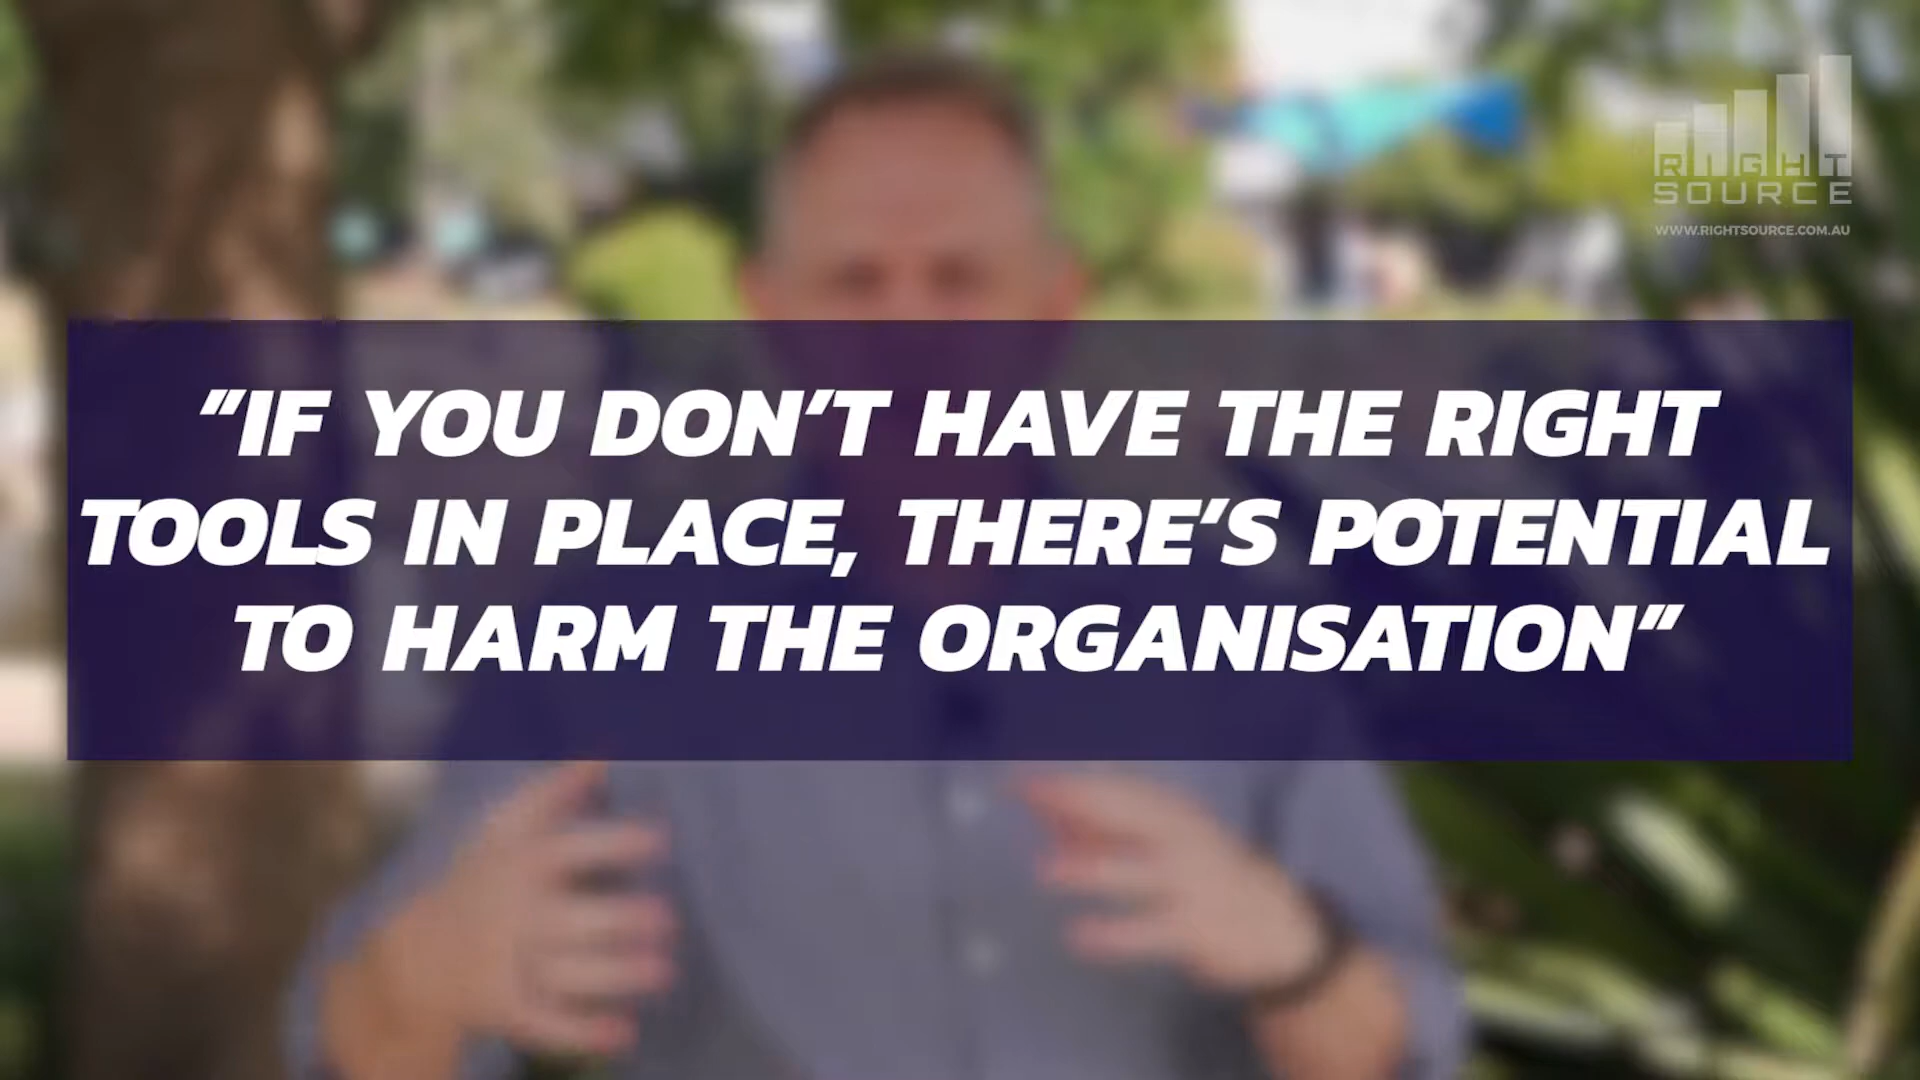 RIGHT
SOURCE
WWW.RIGHTSOURCE.COM.AU
“IF YOU DON’T HAVE THE RIGHT
TOOLS IN PLACE, THERE’S POTENTIAL
TO HARM THE ORGANISATION”